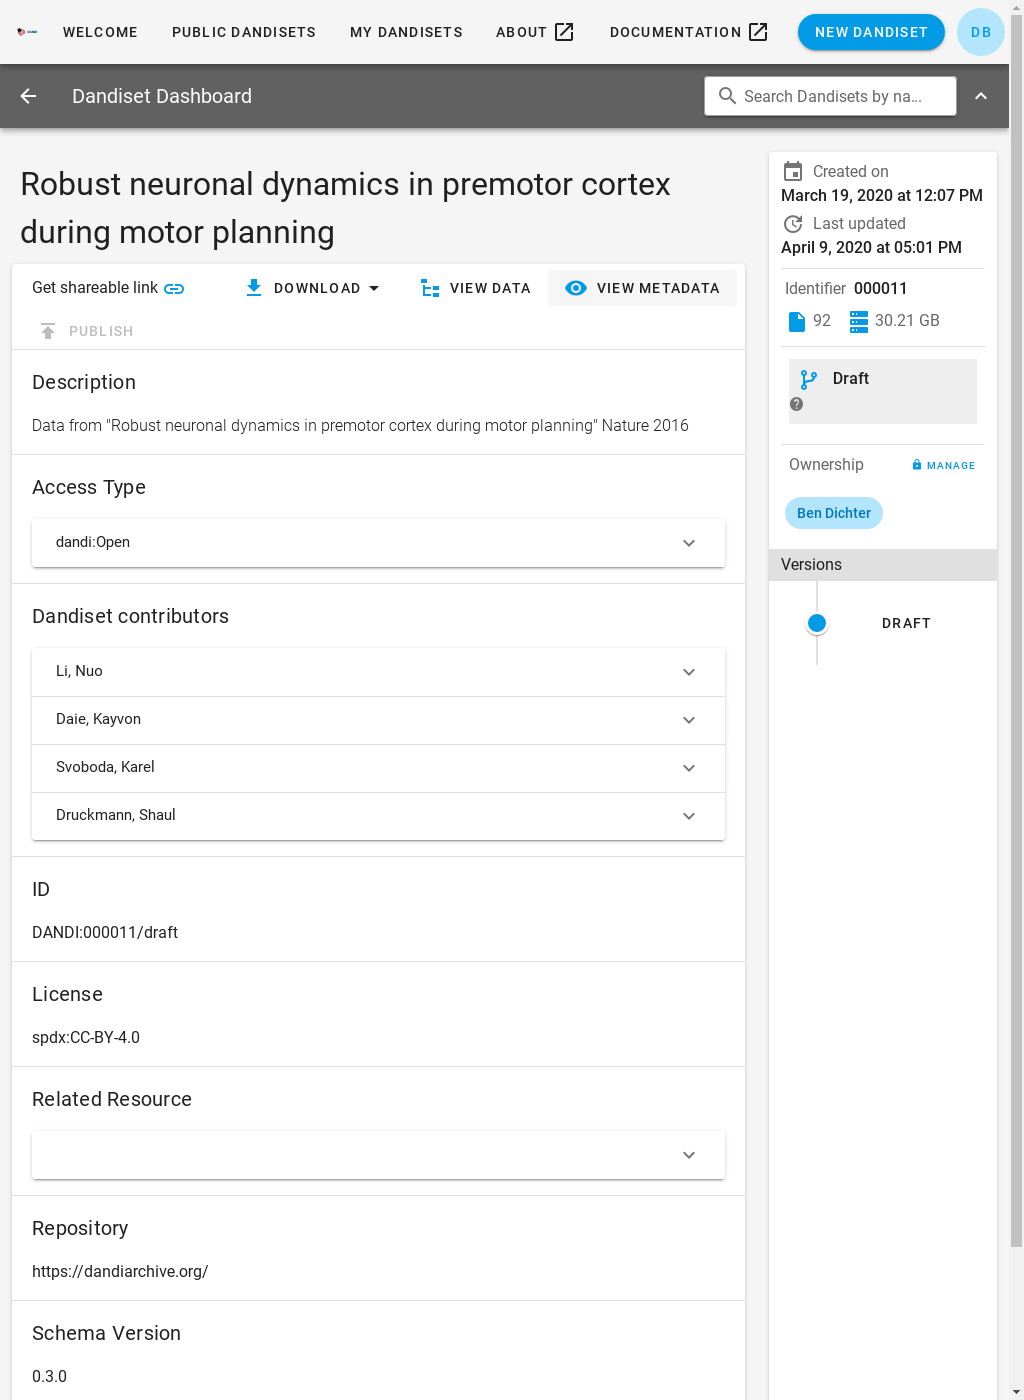 WELCOME
PUBLIC DANDISETS
MY DANDISETS
ABOUT
DOCUMENTATION
NEW DANDISET
DB
Dandiset Dashboard
Search Dandisets by na...
Robust neuronal dynamics in premotor cortex
during motor planning
Get shareable link
DOWNLOAD
VIEW DATA
VIEW METADATA
PUBLISH
Description
Data from "Robust neuronal dynamics in premotor cortex during motor planning" Nature 2016
Access Type
dandi:Open
Dandiset contributors
Li, Nuo
Daie, Kayvon
Svoboda, Karel
Druckmann, Shaul
ID
DANDI:000011/draft
License
spdx:CC-BY-4.0
Related Resource
Repository
https://dandiarchive.org/
Schema Version
0.3.0
Created on
March 19, 2020 at 12:07 PM
Last updated
April 9, 2020 at 05:01 PM
Identifier 000011
92
30.21 GB
Draft
Ownership
MANAGE
Ben Dichter
Versions
DRAFT